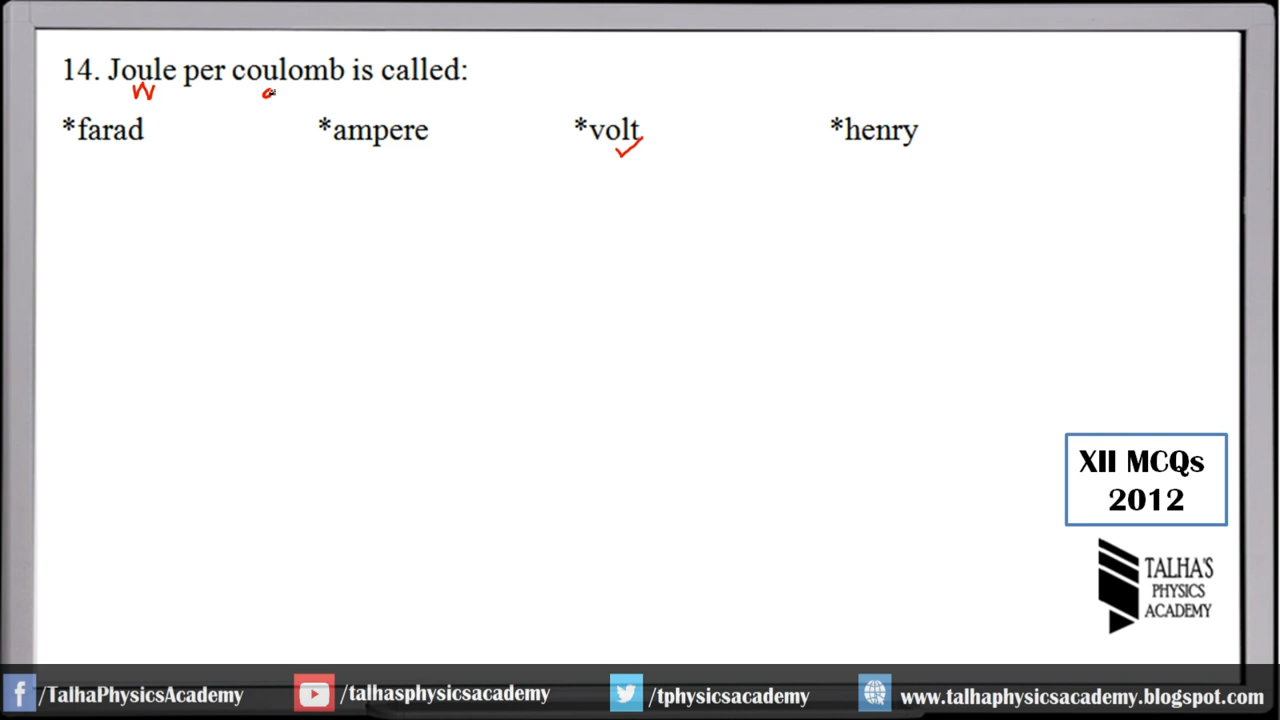 14. Joule per coulomb is called:
W
*farad *ampere *volt *henry
XII MCQs
2012
TALHA'S
PHYSICS
ACADEMY
/TalhaPhysicsAcademy /talhasphysicsacademy /tphysicsacademy www.talhaphysicsacademy.blogspot.com